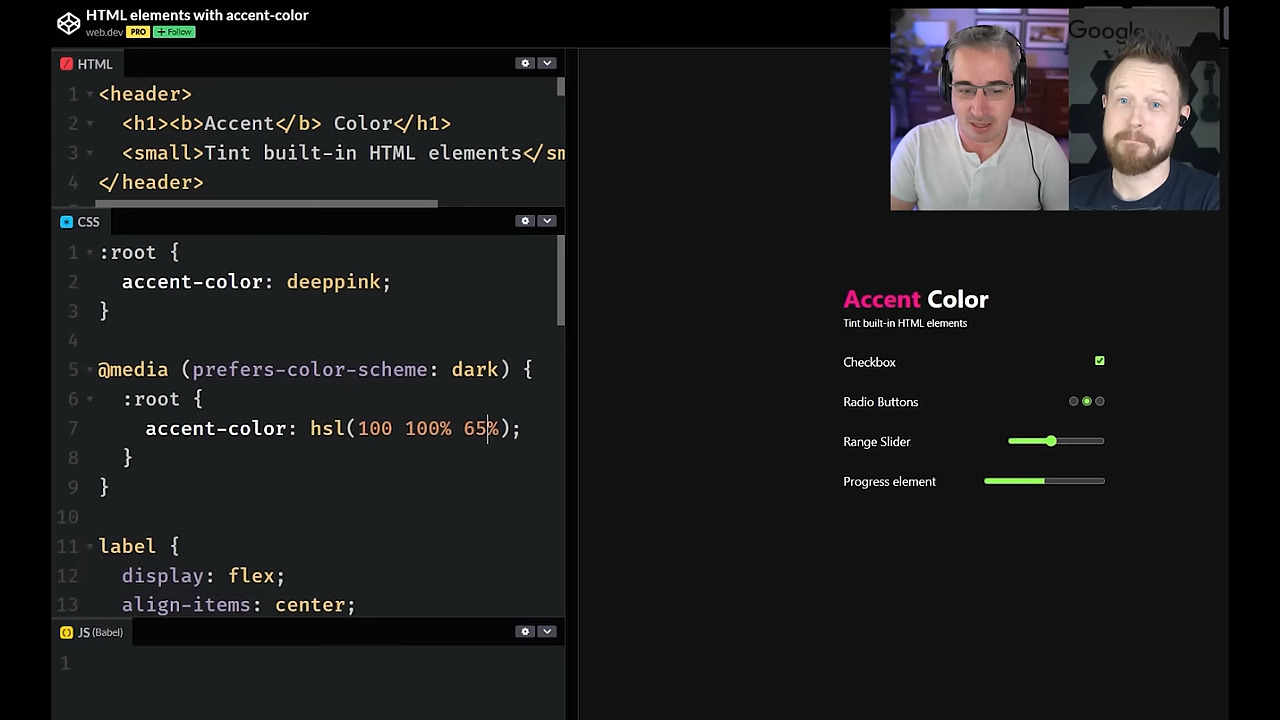 HTML elements with accent-color
web.dev PRO + Follow
HTML
1 <header>
2 <h1><b>Accent</b> Color</h1>
3 <small>Tint built-in HTML elements</sm
4 </header>
CSS
1 :root {
2 accent-color: deeppink;
3 }
4
5 @media (prefers-color-scheme: dark) {
6 :root {
7 accent-color: hsl(100 100% 65%);
8 }
9 }
10
11 label {
12 display: flex;
13 align-items: center;
JS (Babel)
1
Google
Accent Color
Tint built-in HTML elements
Checkbox
Radio Buttons
Range Slider
Progress element